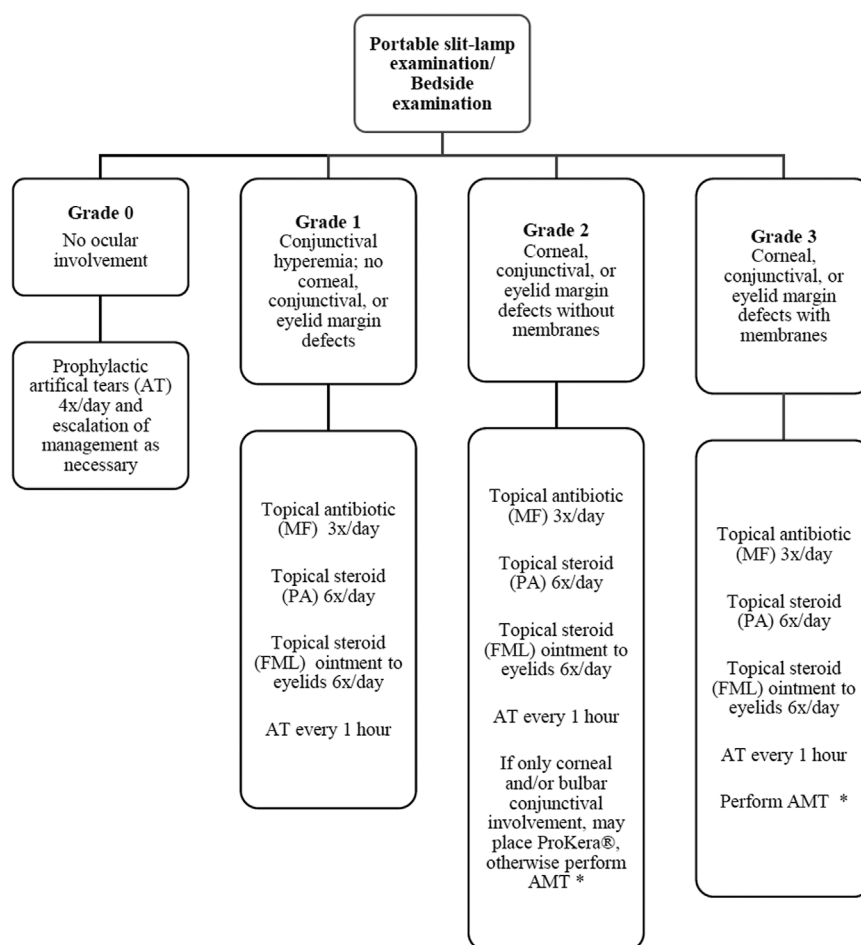 Portable slit-lamp
examination/
Bedside
examination
Grade 0
No ocular
involvement
Prophylactic
artifical tears (AT)
4x/day and
escalation of
management as
necessary
Grade 1
Conjunctival
hyperemia; no
corneal,
conjunctival, or
eyelid margin
defects
Topical antibiotic
(MF) 3x/day
Topical steroid
(PA) 6x/day
Topical steroid
(FML) ointment to
eyelids 6x/day
AT every 1 hour
Grade 2
Corneal,
conjunctival, or
eyelid margin
defects without
membranes
Topical antibiotic
(MF) 3x/day
Topical steroid
(PA) 6x/day
Topical steroid
(FML) ointment to
eyelids 6x/day
AT every 1 hour
If only corneal
and/or bulbar
conjunctival
involvement, may
place ProKera®,
otherwise perform
AMT *
Grade 3
Corneal,
conjunctival, or
eyelid margin
defects with
membranes
Topical antibiotic
(MF) 3x/day
Topical steroid
(PA) 6x/day
Topical steroid
(FML) ointment to
eyelids 6x/day
AT every 1 hour
Perform AMT *